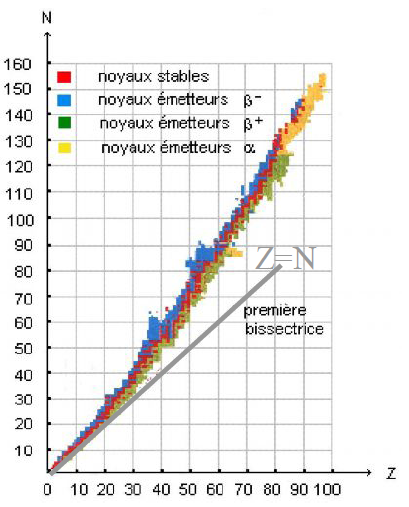 N
160
150
140
130
120
110
100
90
80
70
60
50
40
30
20
10
noyaux stables
noyaux émetteurs β⁻
noyaux émetteurs β⁺
noyaux émetteurs α
Z=N
première
bissectrice
0 10 20 30 40 50 60 70 80 90 100
Z